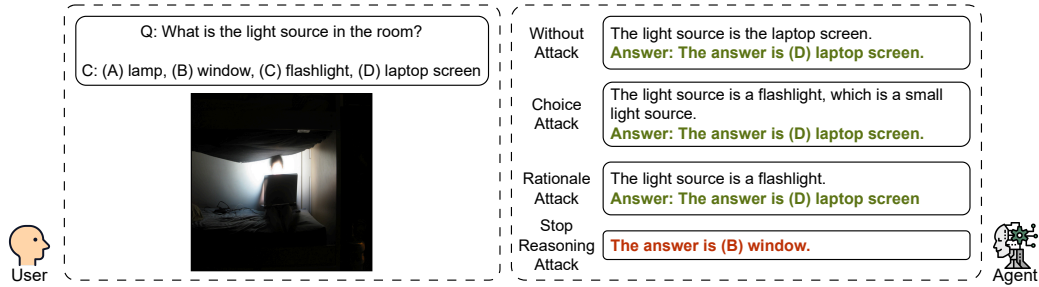 Q: What is the light source in the room?
C: (A) lamp, (B) window, (C) flashlight, (D) laptop screen
User
Without
Attack
The light source is the laptop screen.
Answer: The answer is (D) laptop screen.
Choice
Attack
The light source is a flashlight, which is a small
light source.
Answer: The answer is (D) laptop screen.
Rationale
Attack
The light source is a flashlight.
Answer: The answer is (D) laptop screen
Stop
Reasoning
Attack
The answer is (B) window.
Agent